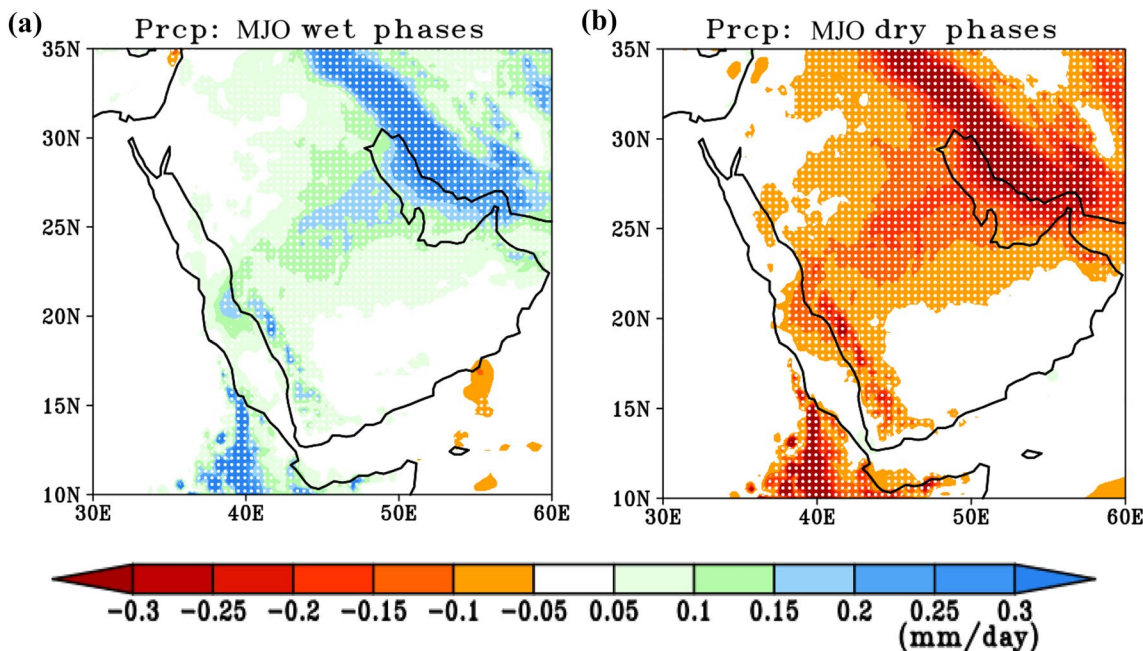 (a) Prcp: MJO wet phases
(b) Prcp: MJO dry phases
35N 35N
30N 30N
25N 25N
20N 20N
15N 15N
10N 10N
30E 40E 50E 60E 30E 40E 50E 60E
−0.3 −0.25 −0.2 −0.15 −0.1 −0.05 0.05 0.1 0.15 0.2 0.25 0.3
(mm/day)